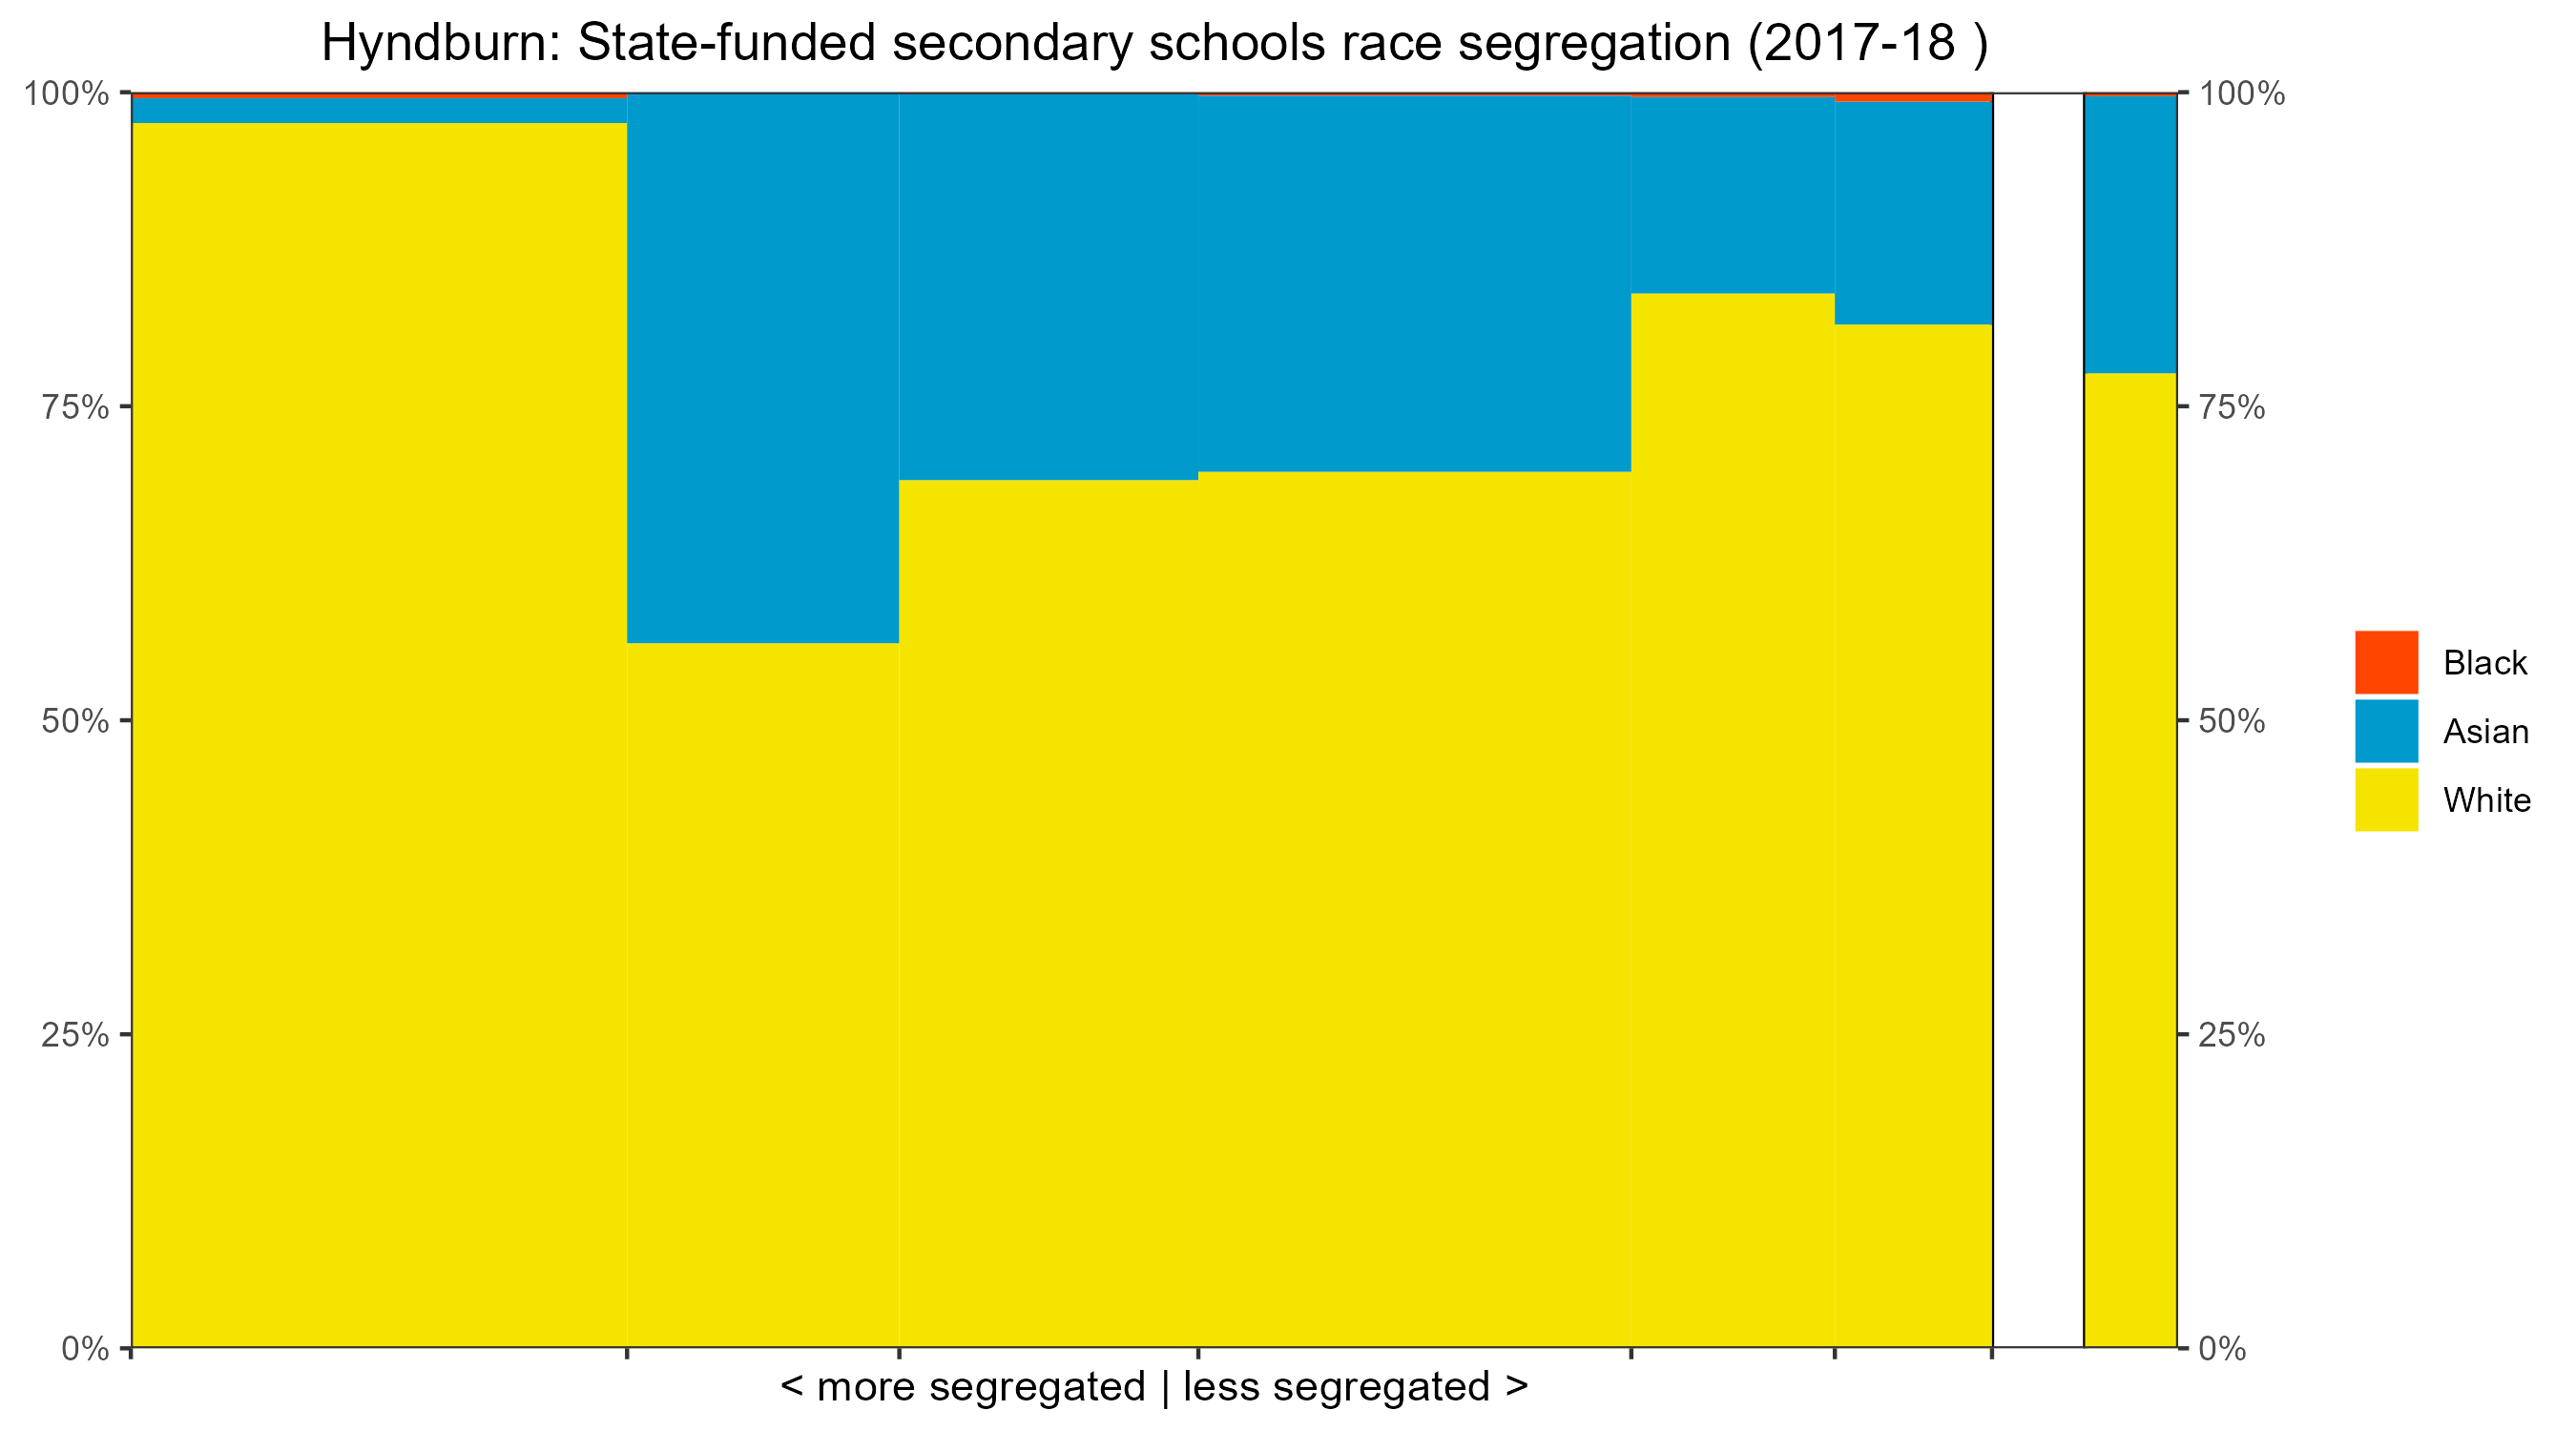 Hyndburn: State-funded secondary schools race segregation (2017-18 )
100%
75%
50%
25%
0%
100%
75%
50%
25%
0%
Black
Asian
White
< more segregated | less segregated >